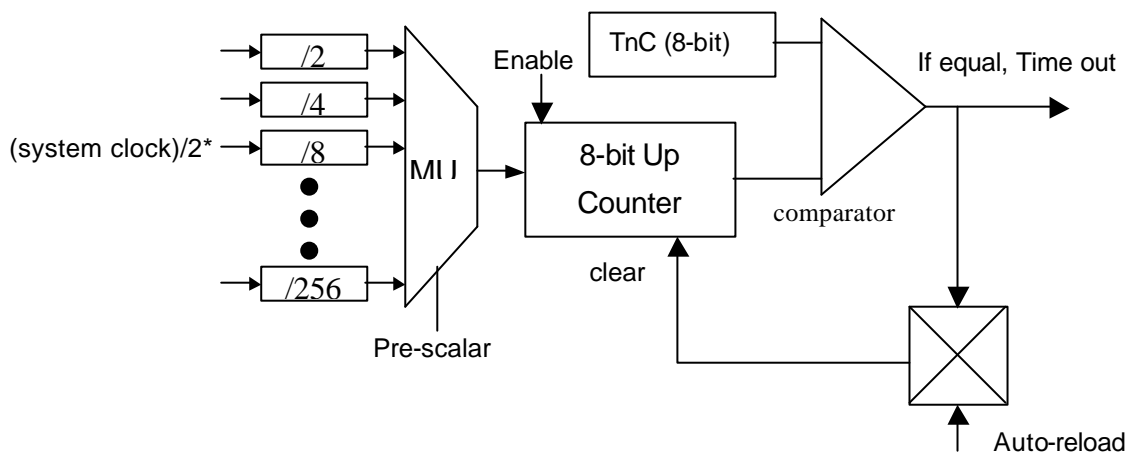 /2
/4
(system clock)/2*
/8
/256
MU
Pre-scalar
Enable
TnC (8-bit)
8-bit Up
Counter
clear
comparator
If equal, Time out
Auto-reload